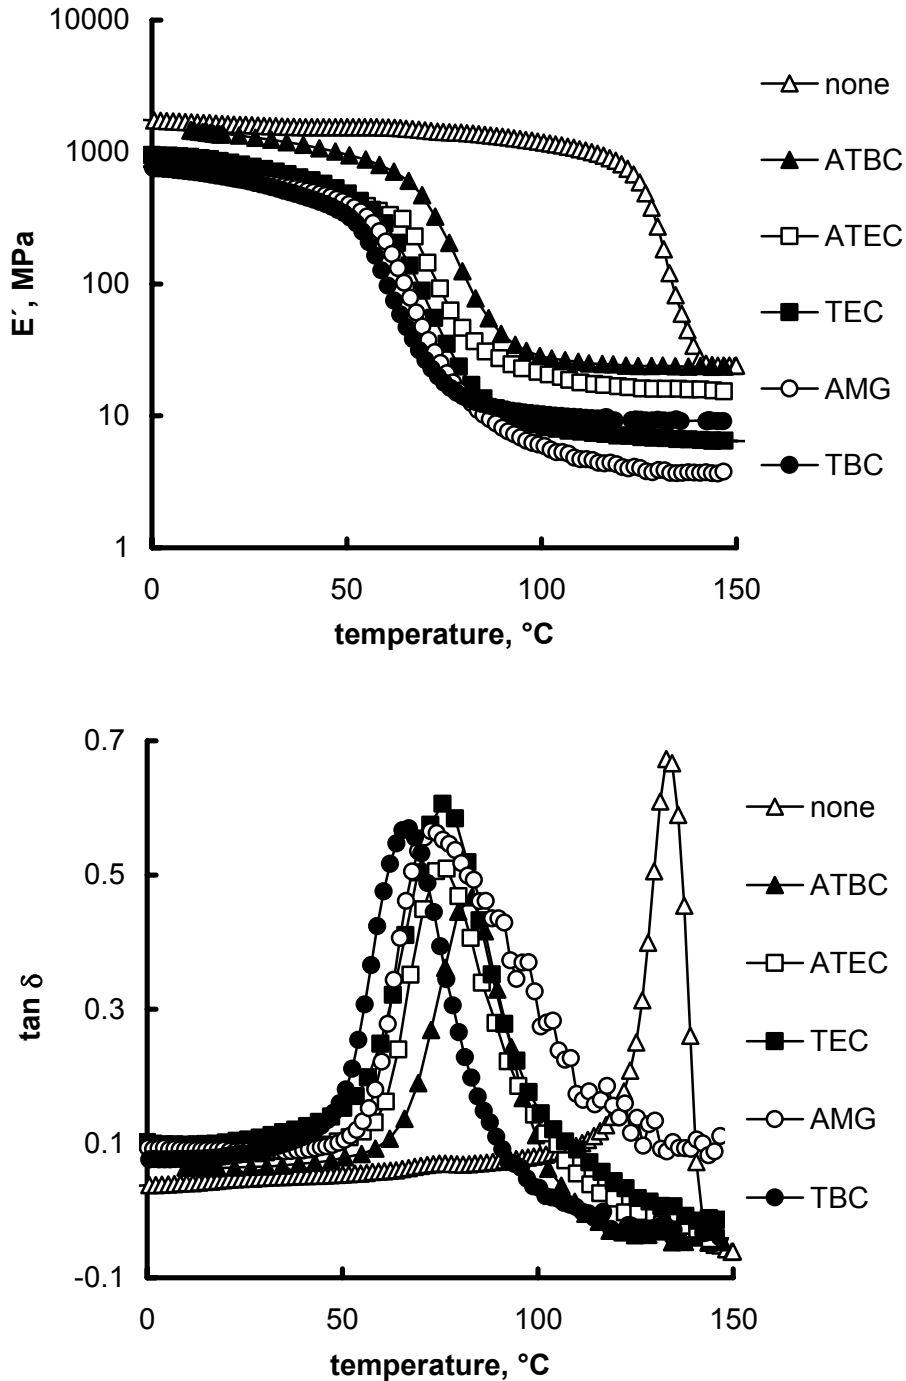 10000
1000
100
10
1
E´, MPa
0
50
100
150
temperature, °C
none
ATBC
ATEC
TEC
AMG
TBC
0.7
0.5
0.3
0.1
-0.1
tan δ
0
50
100
150
temperature, °C
none
ATBC
ATEC
TEC
AMG
TBC